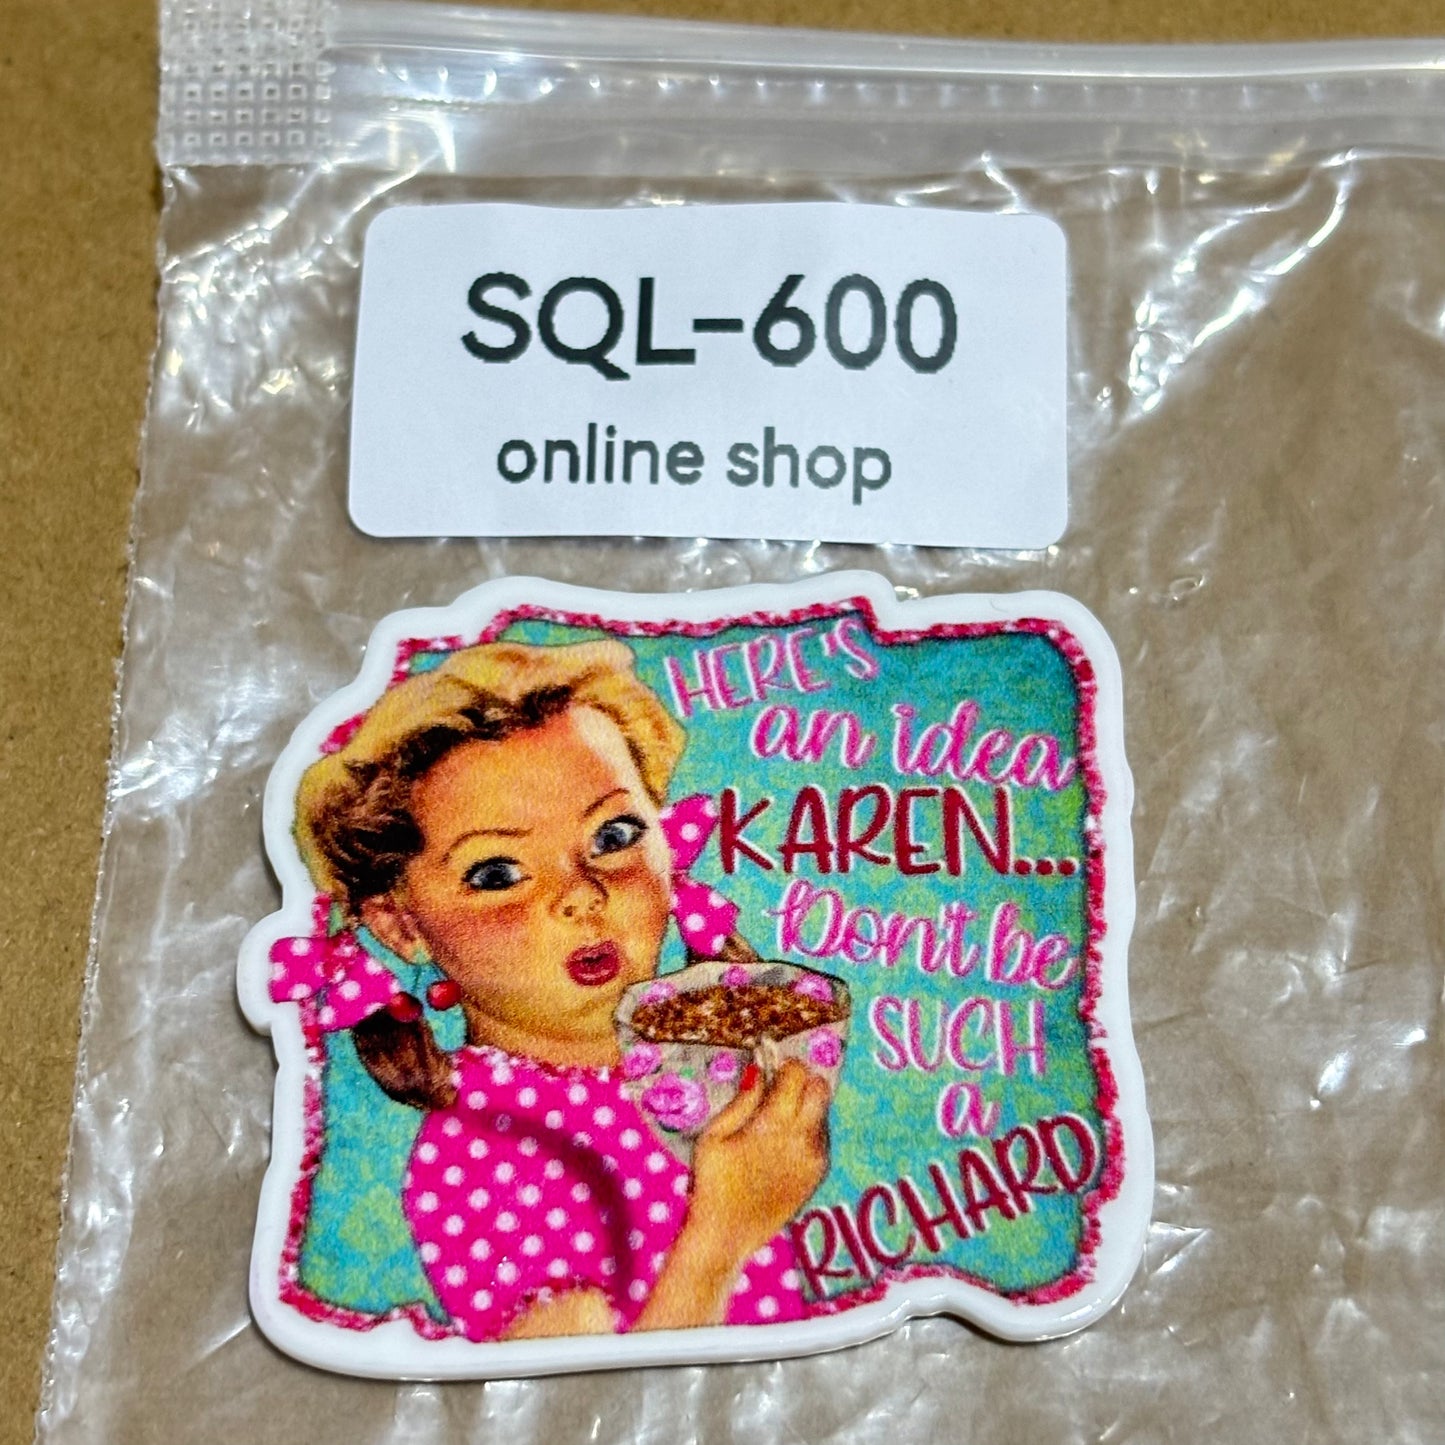 SQL-600
online shop
HERE'S
an idea
KAREN...
Don't be
SUCH
a
RICHARD